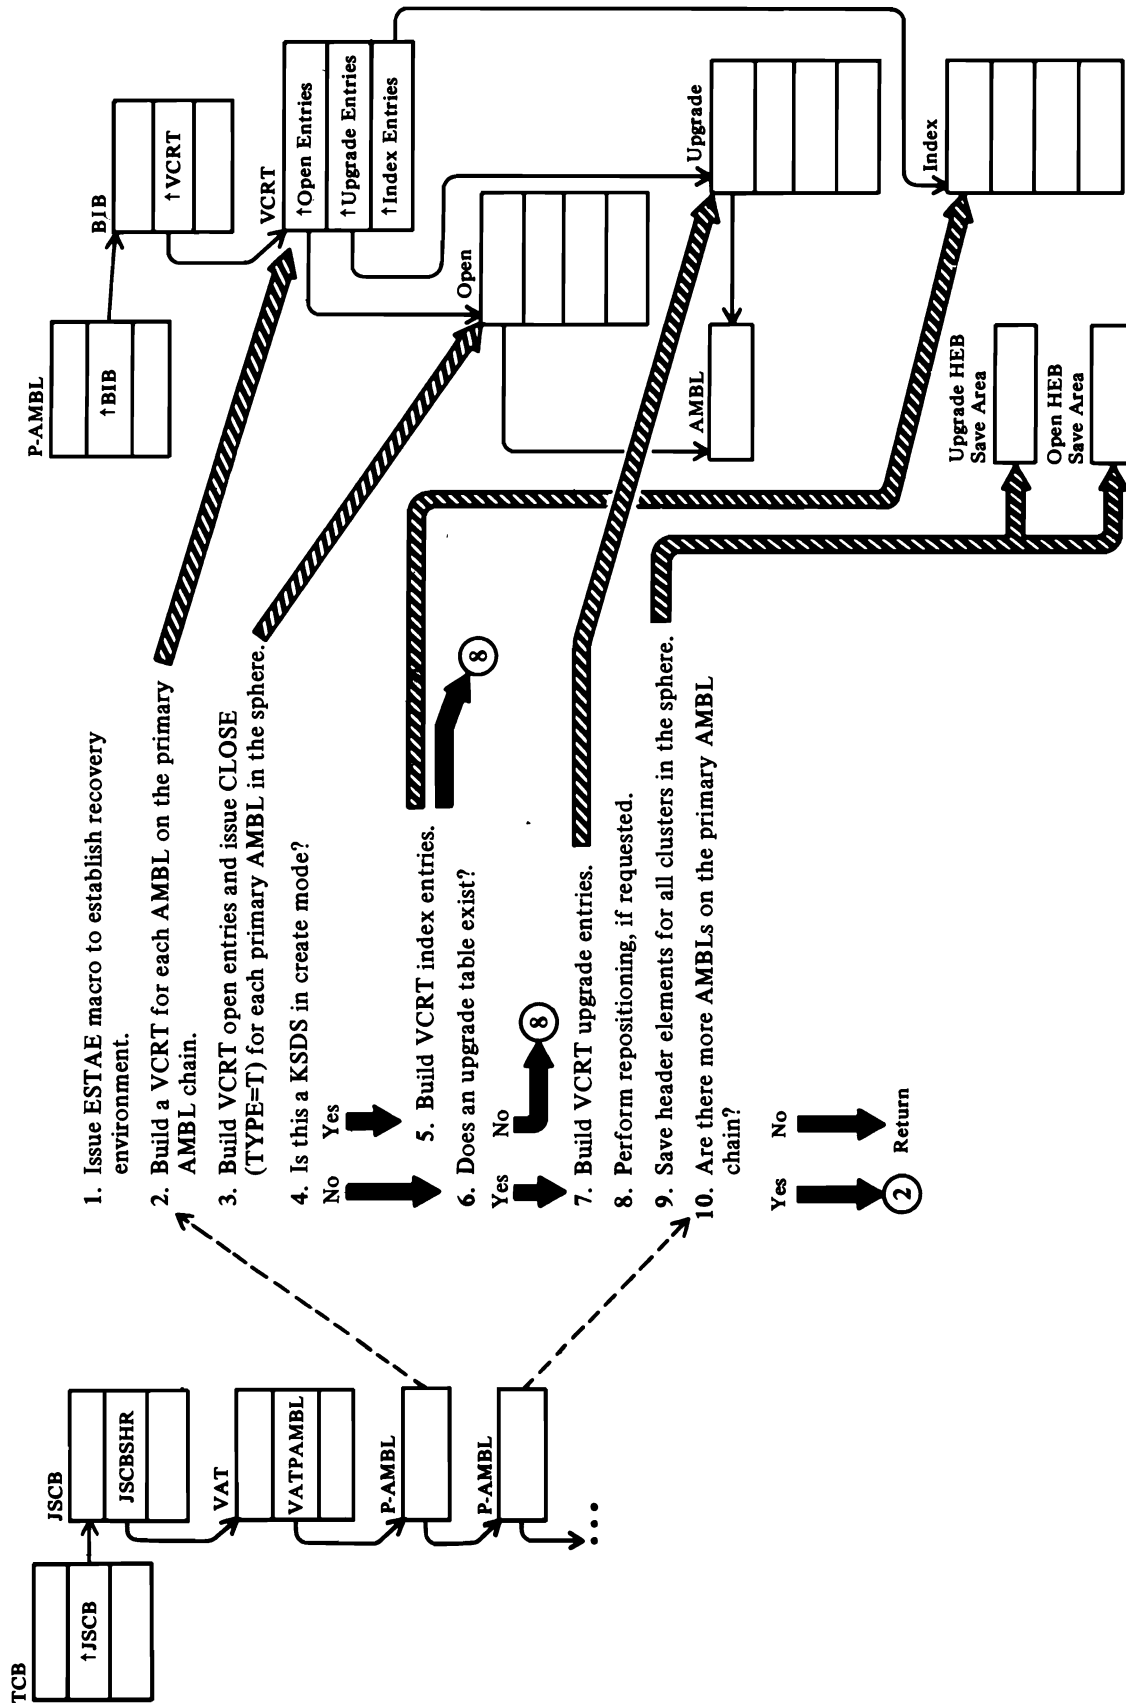 TCB
↑JSCB
JSCB
JSCBSHR
VAT
VATPAMBL
P-AMBL
P-AMBL
1. Issue ESTAE macro to establish recovery
environment.
2. Build a VCRT for each AMBL on the primary
AMBL chain.
3. Build VCRT open entries and issue CLOSE
(TYPE=T) for each primary AMBL in the sphere.
4. Is this a KSDS in create mode?
No Yes
5. Build VCRT index entries.
8
6. Does an upgrade table exist?
Yes No
8
7. Build VCRT upgrade entries.
8. Perform repositioning, if requested.
9. Save header elements for all clusters in the sphere.
10. Are there more AMBLs on the primary AMBL
chain?
Yes No
2 Return
P-AMBL
↑BIB
BIB
↑VCRT
VCRT
↑Open Entries
↑Upgrade Entries
↑Index Entries
Open
AMBL
Upgrade
Index
Upgrade HEB
Save Area
Open HEB
Save Area